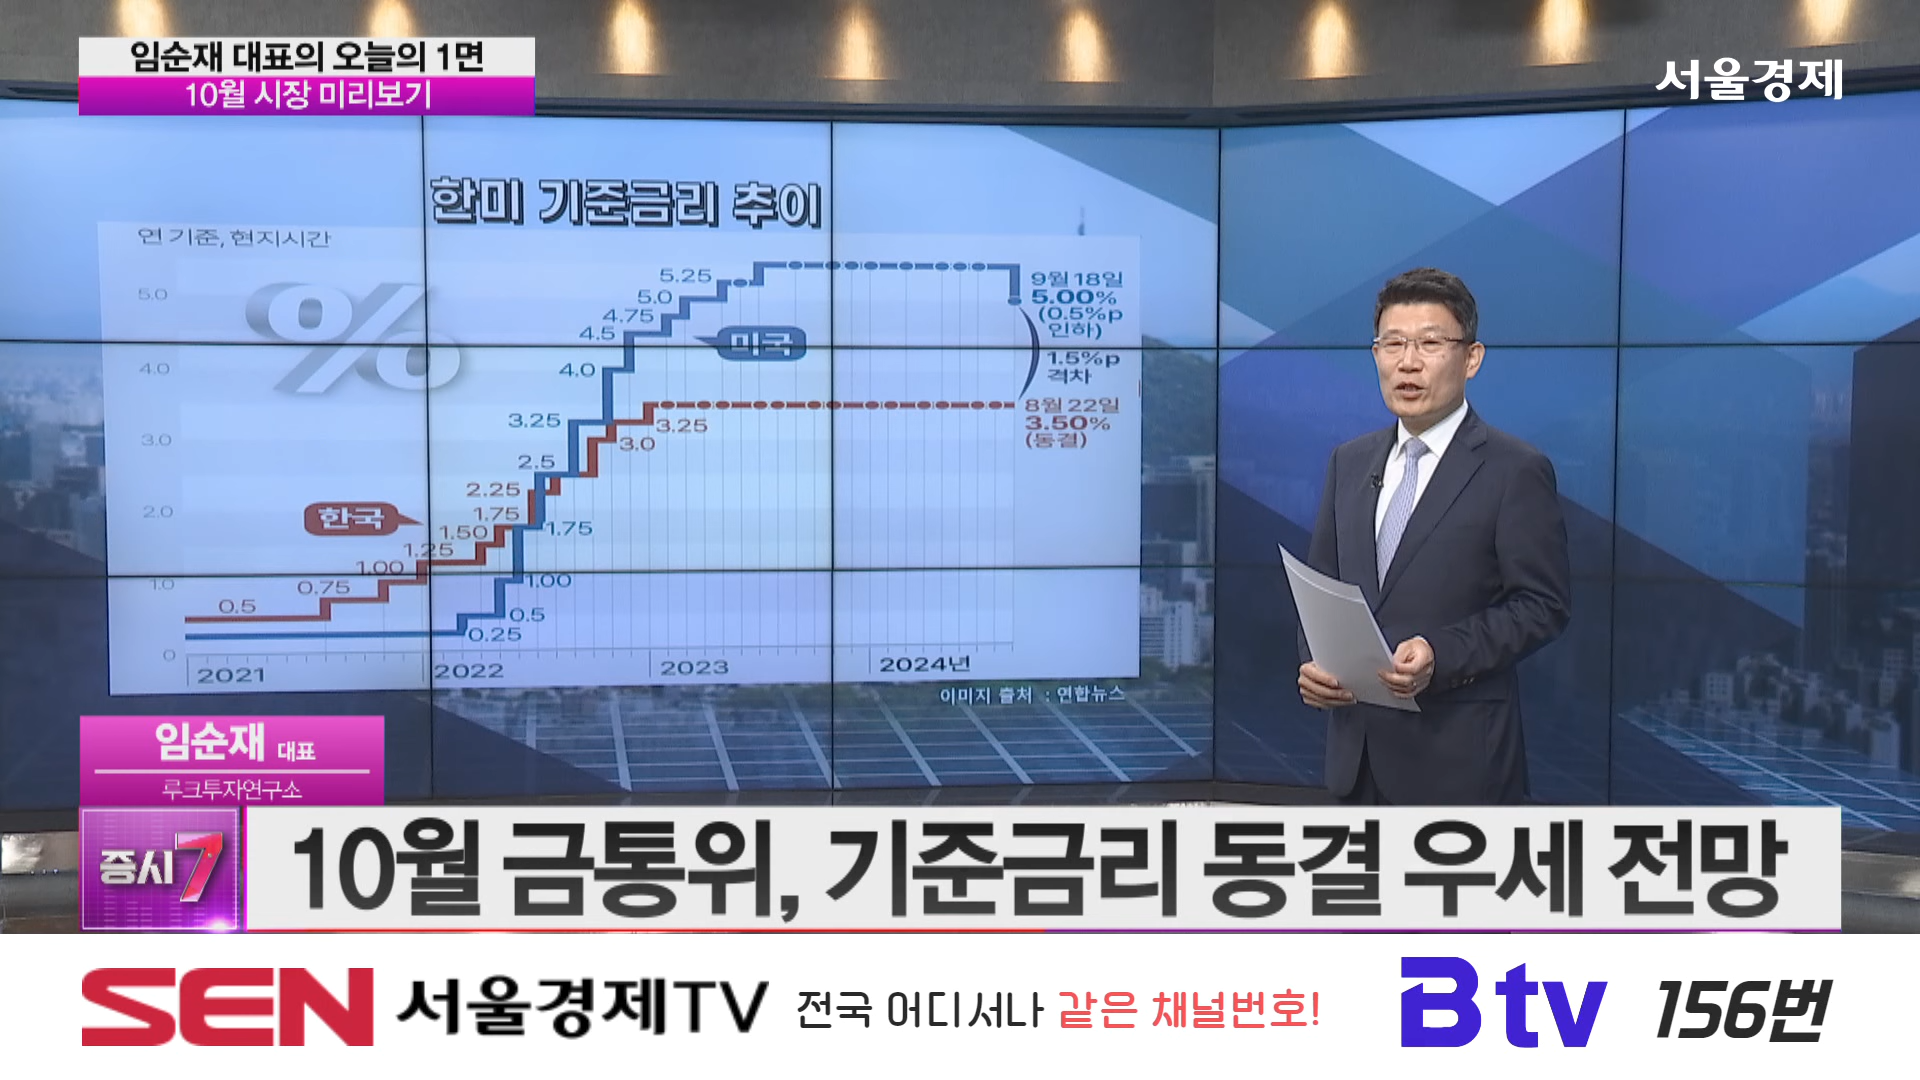 임순재 대표의 오늘의 1면
10월 시장 미리보기
서울경제
한미 기준금리 추이
연 기준, 현지시간
%
5.0
4.0
3.0
2.0
1.0
0
5.25
5.0
4.75
4.5
4.0
3.25
2.5
1.75
1.00
0.5
0.25
미국
3.25
3.0
2.25
1.75
1.50
1.25
1.00
0.75
0.5
한국
9월 18일
5.00%
(0.5%p
인하)
1.5%p
격차
8월 22일
3.50%
(동결)
2021
2022
2023
2024년
이미지 출처 : 연합뉴스
임순재 대표
루크투자연구소
증시7
10월 금통위, 기준금리 동결 우세 전망
SEN 서울경제TV 전국 어디서나 같은 채널번호! B tv 156번